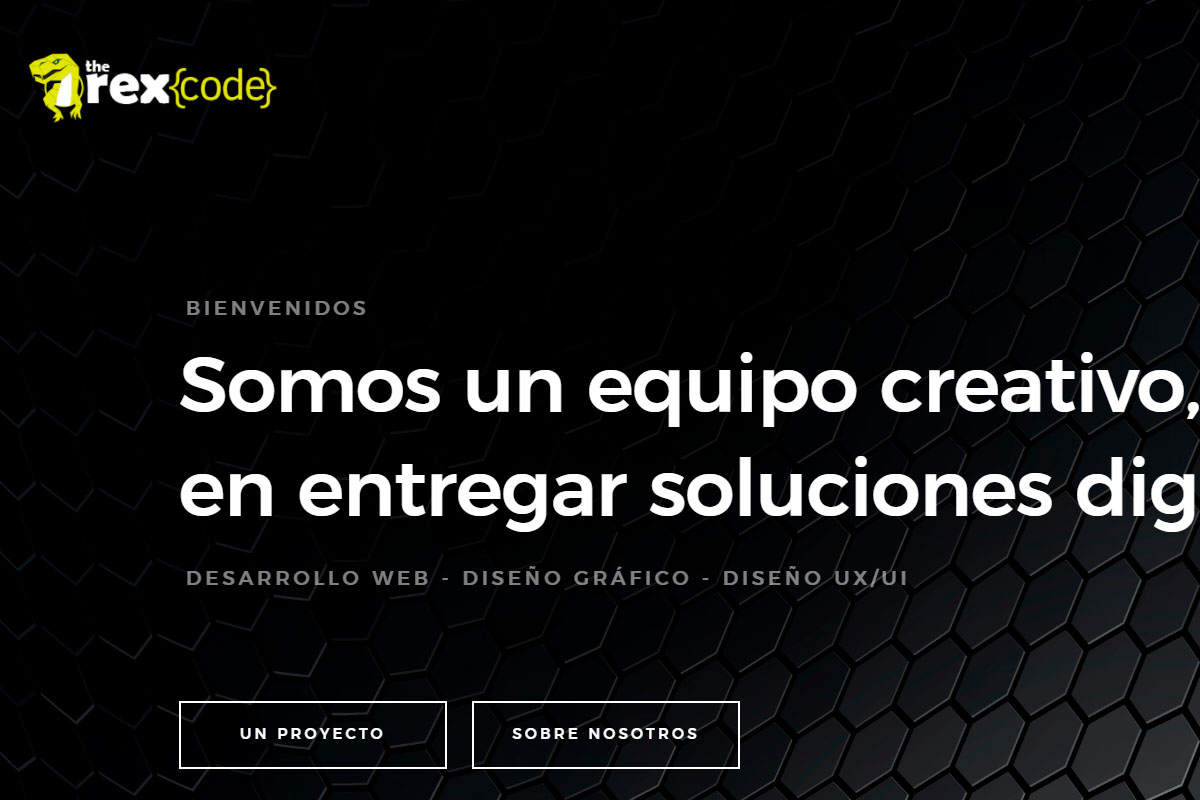 the
rex{code}
BIENVENIDOS
Somos un equipo creativo,
en entregar soluciones dig
DESARROLLO WEB - DISEÑO GRÁFICO - DISEÑO UX/UI
UN PROYECTO
SOBRE NOSOTROS